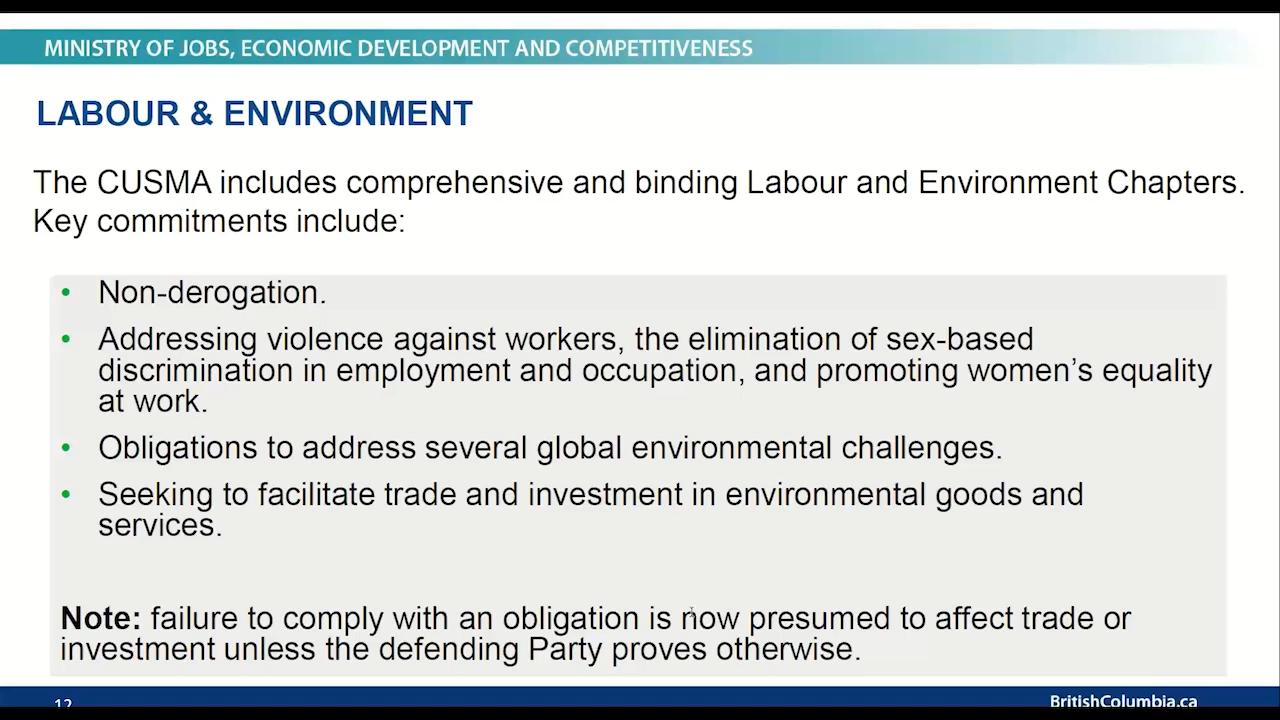 MINISTRY OF JOBS, ECONOMIC DEVELOPMENT AND COMPETITIVENESS
LABOUR & ENVIRONMENT
The CUSMA includes comprehensive and binding Labour and Environment Chapters.
Key commitments include:
• Non-derogation.
• Addressing violence against workers, the elimination of sex-based
discrimination in employment and occupation, and promoting women’s equality
at work.
• Obligations to address several global environmental challenges.
• Seeking to facilitate trade and investment in environmental goods and
services.
Note: failure to comply with an obligation is now presumed to affect trade or
investment unless the defending Party proves otherwise.
12
BritishColumbia.ca